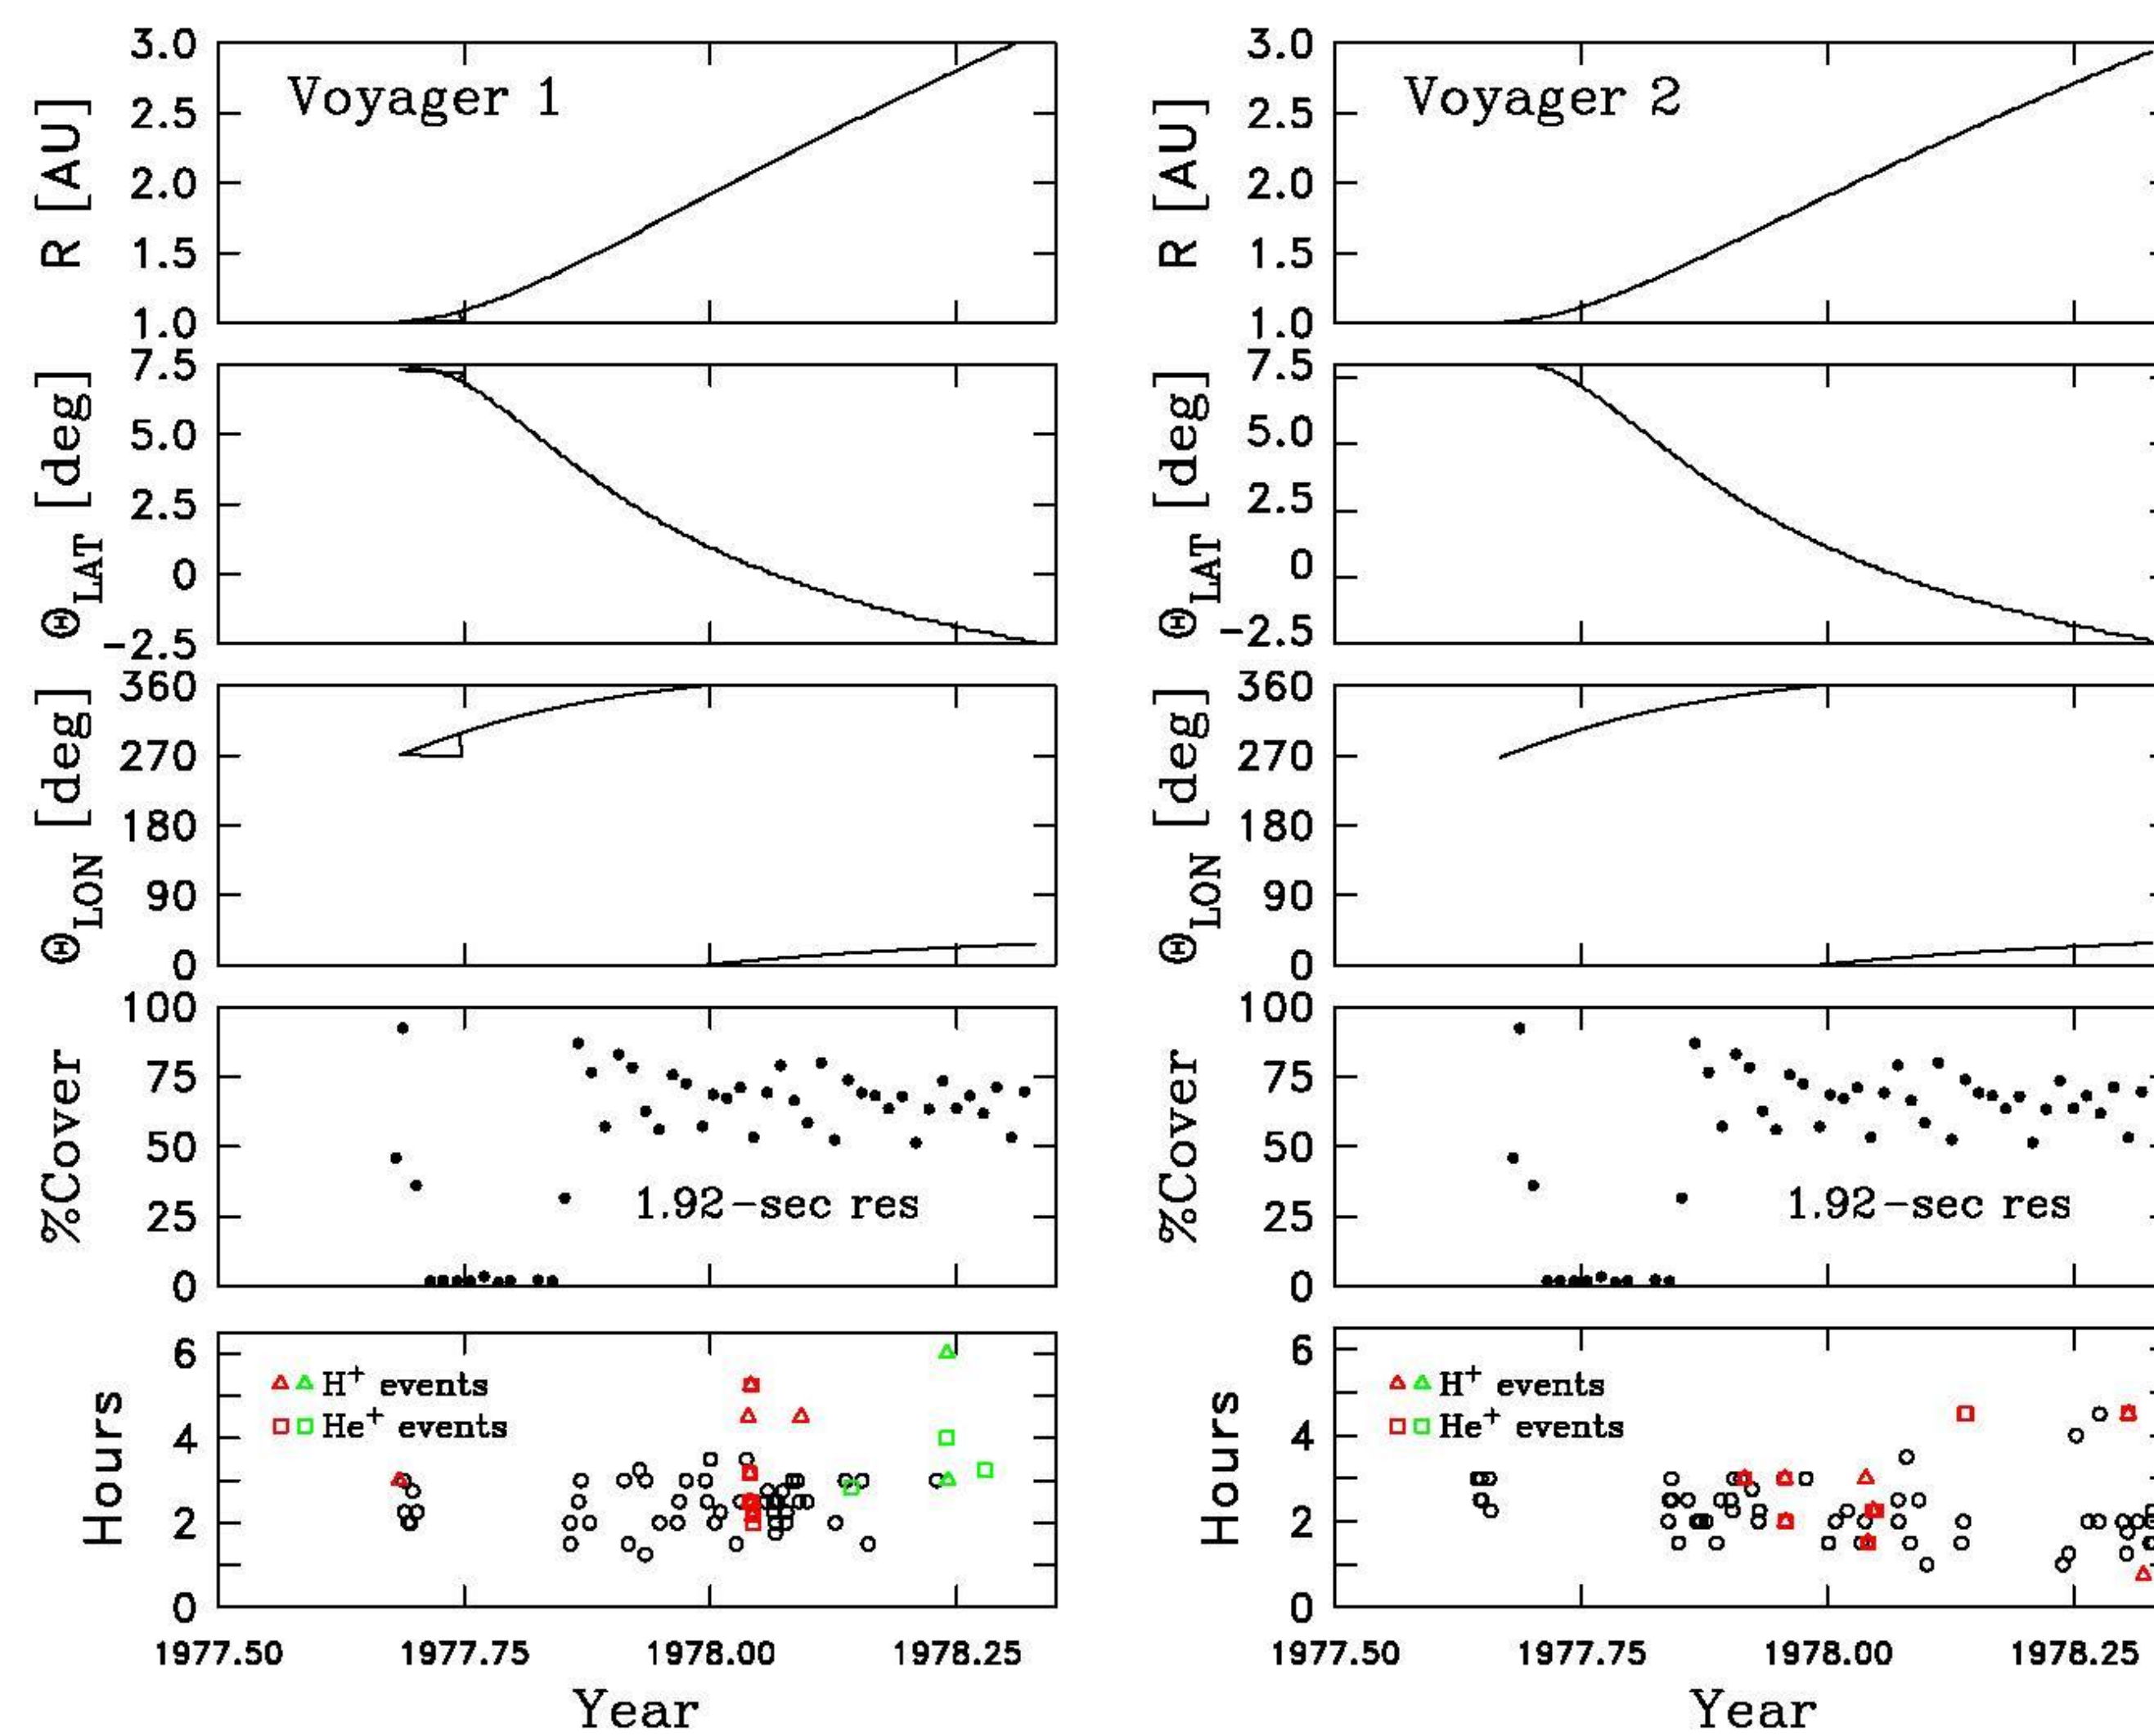 Voyager 1
R [AU]
3.0
2.5
2.0
1.5
1.0
ΘLAT [deg]
7.5
5.0
2.5
0
-2.5
ΘLON [deg]
360
270
180
90
0
%Cover
100
75
50
25
0
1.92-sec res
Hours
6
4
2
0
H+ events
He+ events
1977.50 1977.75 1978.00 1978.25
Year
Voyager 2
R [AU]
3.0
2.5
2.0
1.5
1.0
ΘLAT [deg]
7.5
5.0
2.5
0
-2.5
ΘLON [deg]
360
270
180
90
0
%Cover
100
75
50
25
0
1.92-sec res
Hours
6
4
2
0
H+ events
He+ events
1977.50 1977.75 1978.00 1978.25
Year